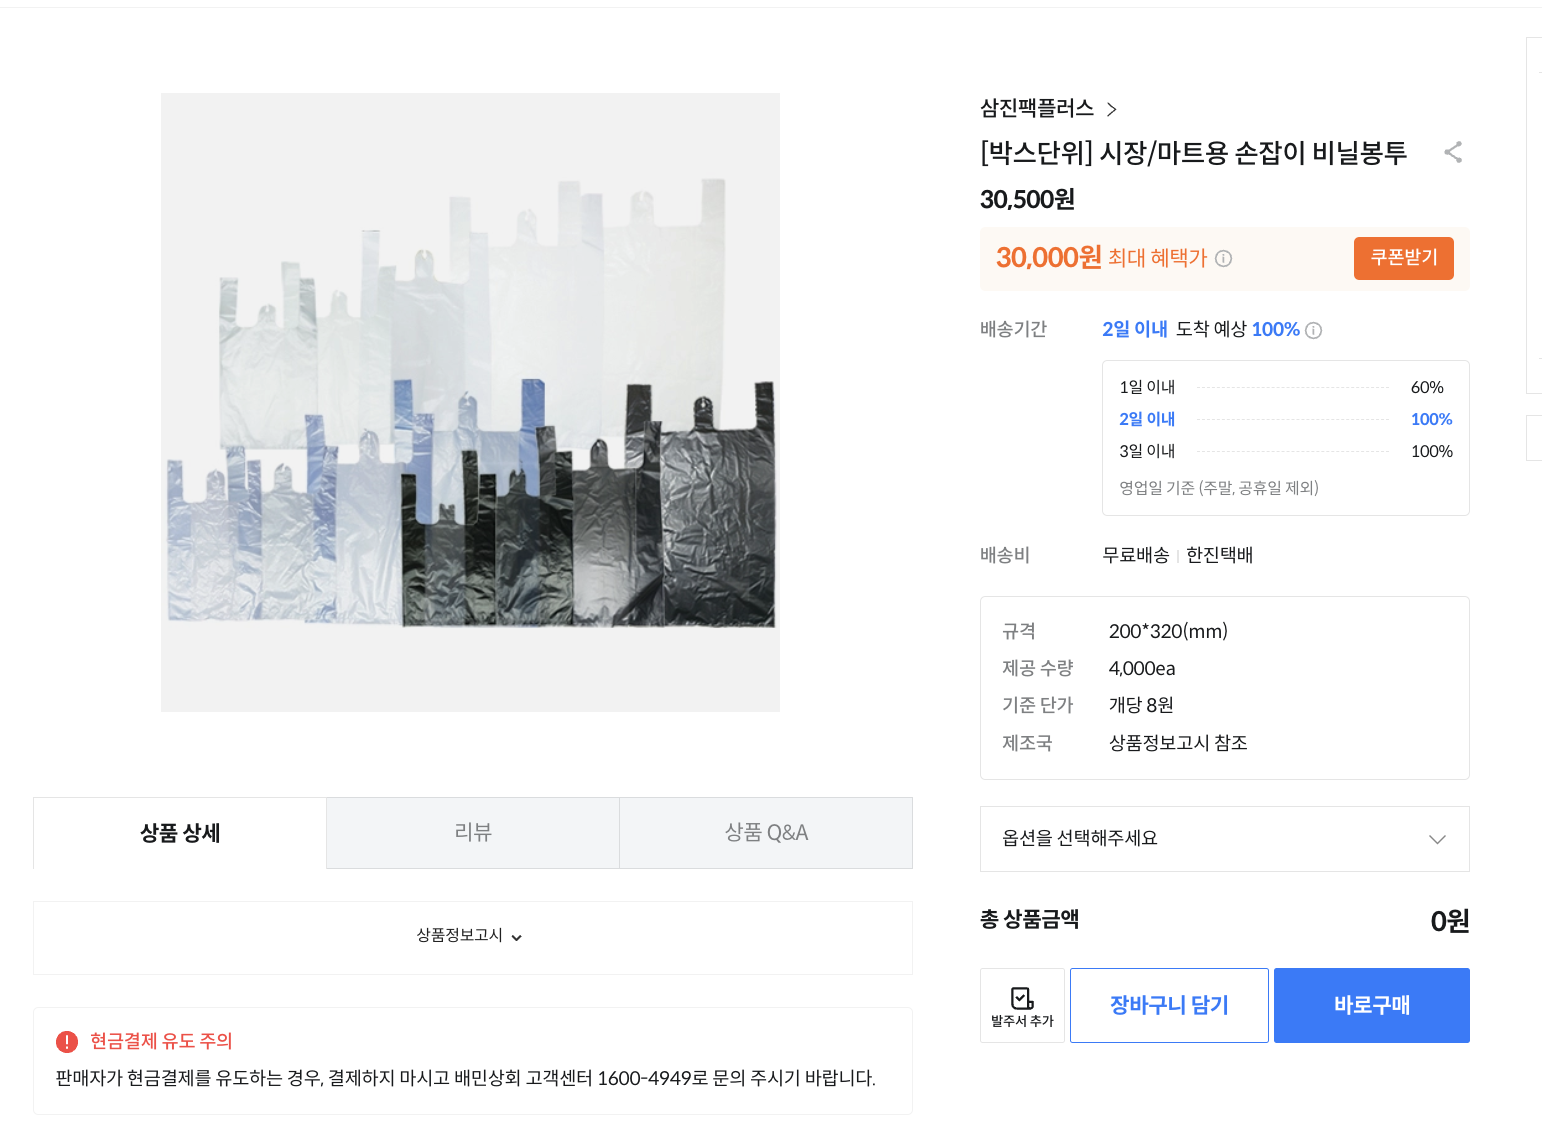 삼진팩플러스
[박스단위] 시장/마트용 손잡이 비닐봉투
30,500원
30,000원 최대 혜택가
쿠폰받기
배송기간 2일 이내 도착 예상 100%
1일 이내 60%
2일 이내 100%
3일 이내 100%
영업일 기준 (주말, 공휴일 제외)
배송비 무료배송 한진택배
규격 200*320(mm)
제공 수량 4,000ea
기준 단가 개당 8원
제조국 상품정보고시 참조
옵션을 선택해주세요
총 상품금액 0원
발주서 추가
장바구니 담기
바로구매
상품 상세
리뷰
상품 Q&A
상품정보고시
현금결제 유도 주의
판매자가 현금결제를 유도하는 경우, 결제하지 마시고 배민상회 고객센터 1600-4949로 문의 주시기 바랍니다.